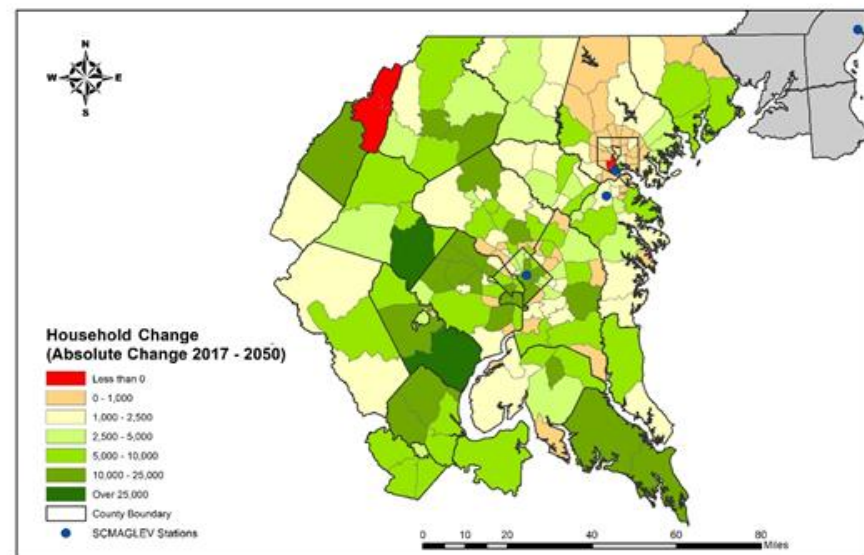 N
W E
S
Household Change
(Absolute Change 2017 - 2050)
Less than 0
0 - 1,000
1,000 - 2,500
2,500 - 5,000
5,000 - 10,000
10,000 - 25,000
Over 25,000
County Boundary
SCMAGLEV Stations
0 20 40 60 80
Miles